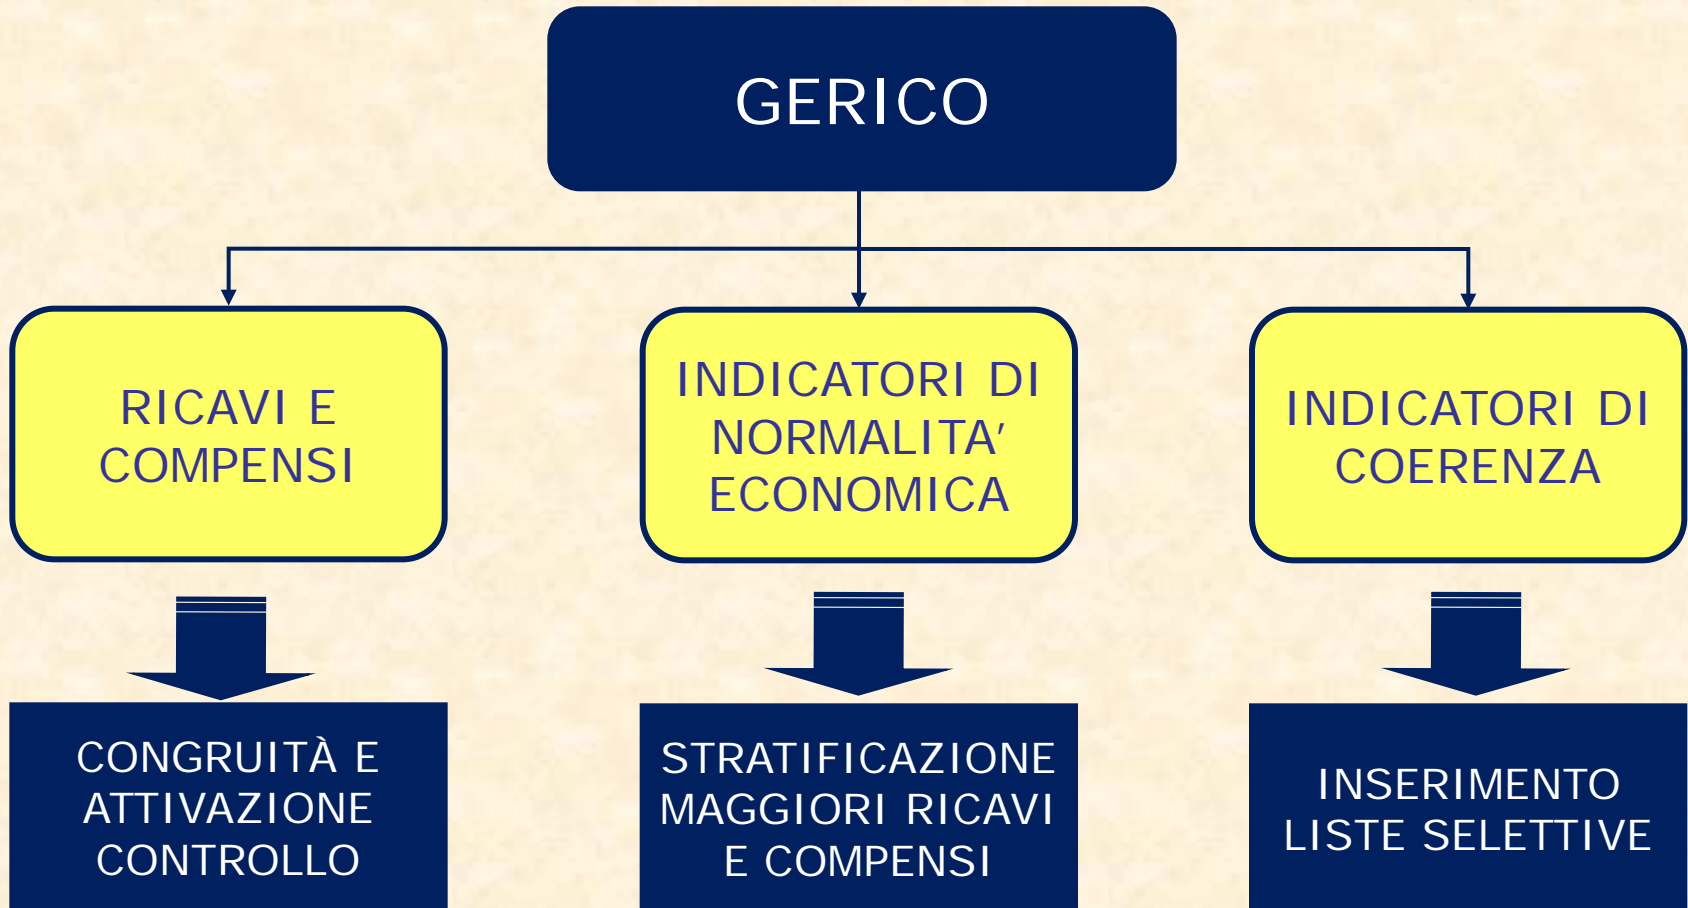 GERICO
RICAVI E
COMPENSI
INDICATORI DI
NORMALITA'
ECONOMICA
INDICATORI DI
COERENZA
CONGRUITÀ E
ATTIVAZIONE
CONTROLLO
STRATIFICAZIONE
MAGGIORI RICAVI
E COMPENSI
INSERIMENTO
LISTE SELETTIVE